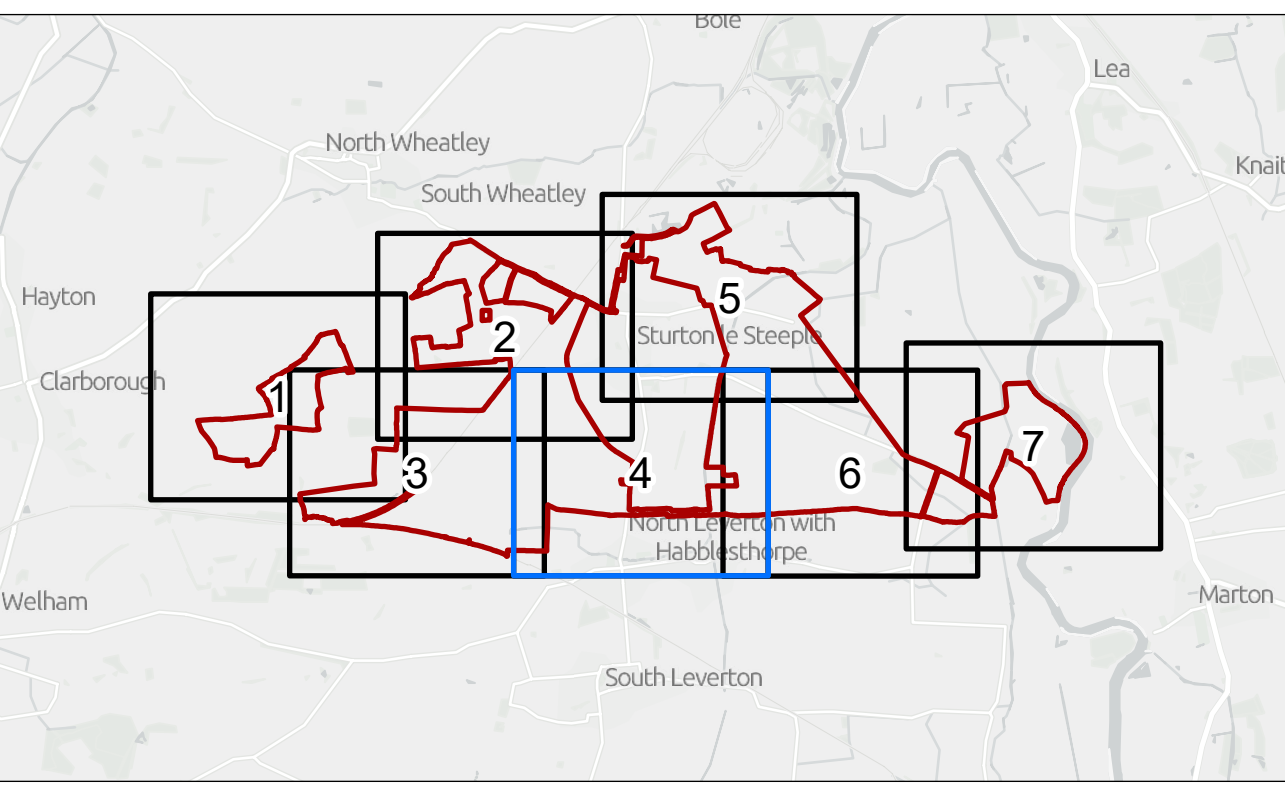 Bole
Lea
North Wheatley
Knait
South Wheatley
Hayton
5
Sturton le Steeple
2
Clarborough
1
7
3
4
6
North Leverton with
Habblesthorpe
Welham
Marton
South Leverton